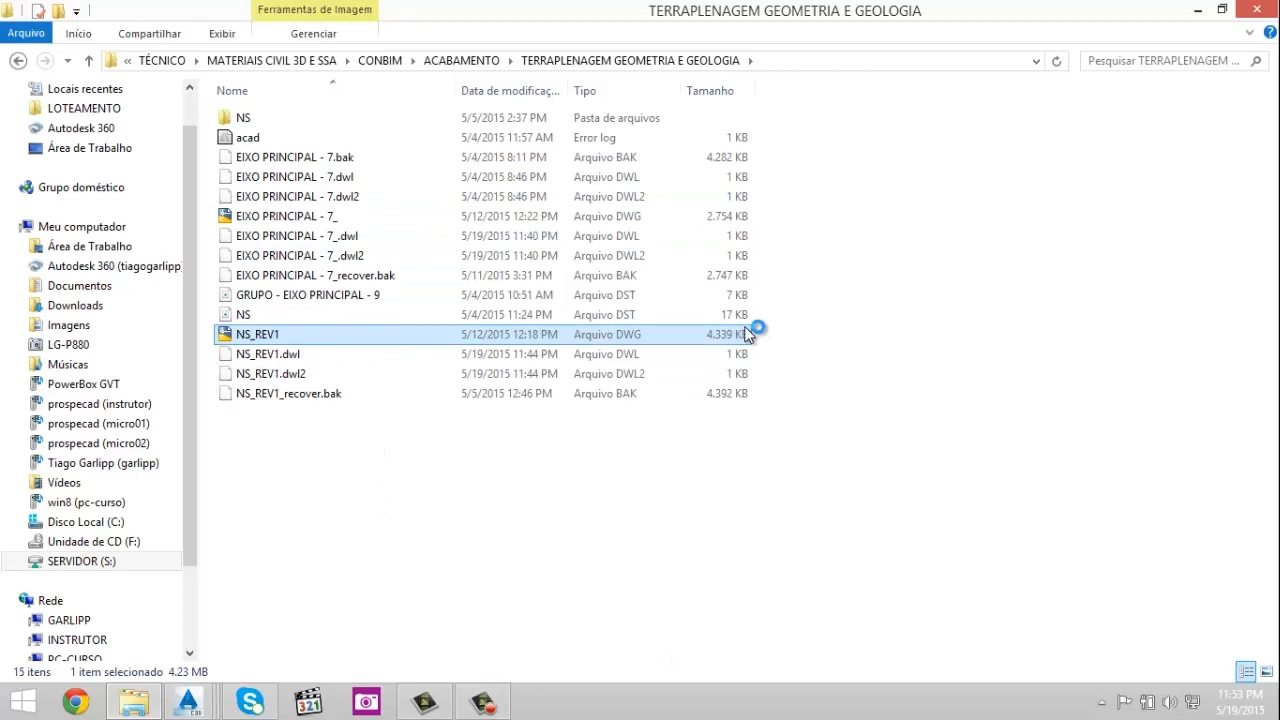 Ferramentas de Imagem
TERRAPLENAGEM GEOMETRIA E GEOLOGIA
Arquivo Início Compartilhar Exibir Gerenciar
« TÉCNICO MATERIAIS CIVIL 3D E SSA CONBIM ACABAMENTO TERRAPLENAGEM GEOMETRIA E GEOLOGIA Pesquisar TERRAPLENAGEM ...
Nome Data de modificaç... Tipo Tamanho
Locais recentes
LOTEAMENTO
Autodesk 360
Área de Trabalho
Grupo doméstico
Meu computador
Área de Trabalho
Autodesk 360 (tiagogarlipp
Documentos
Downloads
Imagens
LG-P880
Músicas
PowerBox GVT
prospecad (instrutor)
prospecad (micro01)
prospecad (micro02)
Tiago Garlipp (garlipp)
Vídeos
win8 (pc-curso)
Disco Local (C:)
Unidade de CD (F:)
SERVIDOR (S:)
Rede
GARLIPP
INSTRUTOR
PC-CURSO
NS 5/5/2015 2:37 PM Pasta de arquivos
acad 5/4/2015 11:57 AM Error log 1 KB
EIXO PRINCIPAL - 7.bak 5/4/2015 8:11 PM Arquivo BAK 4.282 KB
EIXO PRINCIPAL - 7.dwl 5/4/2015 8:46 PM Arquivo DWL 1 KB
EIXO PRINCIPAL - 7.dwl2 5/4/2015 8:46 PM Arquivo DWL2 1 KB
EIXO PRINCIPAL - 7_ 5/12/2015 12:22 PM Arquivo DWG 2.754 KB
EIXO PRINCIPAL - 7_.dwl 5/19/2015 11:40 PM Arquivo DWL 1 KB
EIXO PRINCIPAL - 7_.dwl2 5/19/2015 11:40 PM Arquivo DWL2 1 KB
EIXO PRINCIPAL - 7_recover.bak 5/11/2015 3:31 PM Arquivo BAK 2.747 KB
GRUPO - EIXO PRINCIPAL - 9 5/4/2015 10:51 AM Arquivo DST 7 KB
NS 5/4/2015 11:24 PM Arquivo DST 17 KB
NS_REV1 5/12/2015 12:18 PM Arquivo DWG 4.339 K
NS_REV1.dwl 5/19/2015 11:44 PM Arquivo DWL 1 KB
NS_REV1.dwl2 5/19/2015 11:44 PM Arquivo DWL2 1 KB
NS_REV1_recover.bak 5/5/2015 12:46 PM Arquivo BAK 4.392 KB
15 itens 1 item selecionado 4.23 MB
C3D
321
11:53 PM
5/19/2015